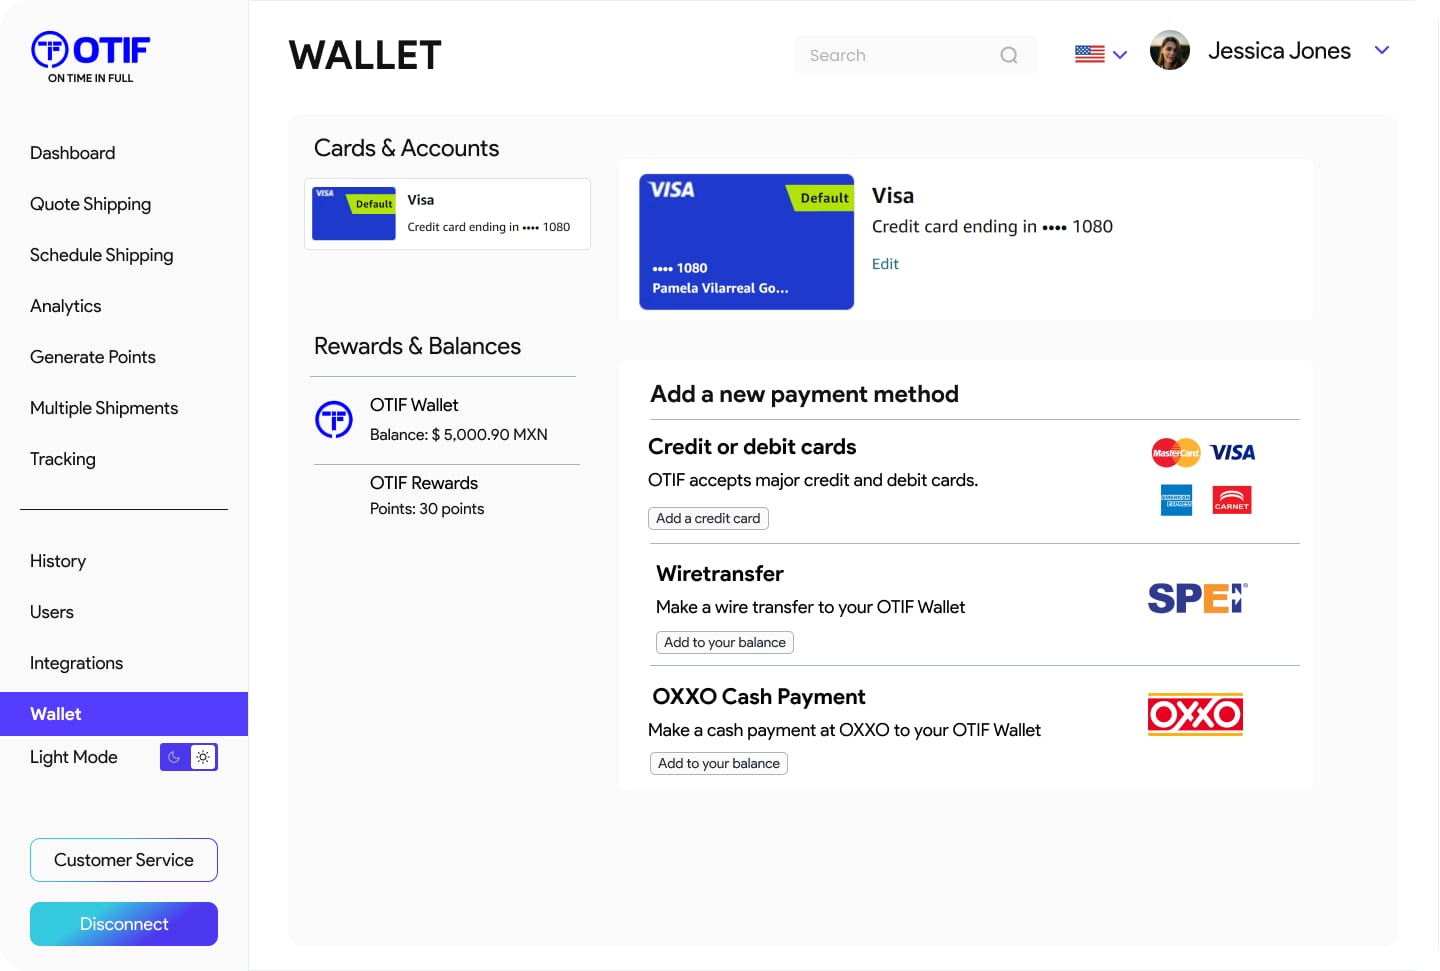 OTIF
ON TIME IN FULL
Dashboard
Quote Shipping
Schedule Shipping
Analytics
Generate Points
Multiple Shipments
Tracking
History
Users
Integrations
Wallet
Light Mode
Customer Service
Disconnect
WALLET
Search
Jessica Jones
Cards & Accounts
VISA
Default
Visa
Credit card ending in •••• 1080
Rewards & Balances
OTIF Wallet
Balance: $ 5,000.90 MXN
OTIF Rewards
Points: 30 points
VISA
Default
•••• 1080
Pamela Vilarreal Go...
Visa
Credit card ending in •••• 1080
Edit
Add a new payment method
Credit or debit cards
OTIF accepts major credit and debit cards.
Add a credit card
MasterCard VISA
AMERICAN EXPRESS CARNET
Wiretransfer
Make a wire transfer to your OTIF Wallet
Add to your balance
SPEI®
OXXO Cash Payment
Make a cash payment at OXXO to your OTIF Wallet
Add to your balance
OXXO